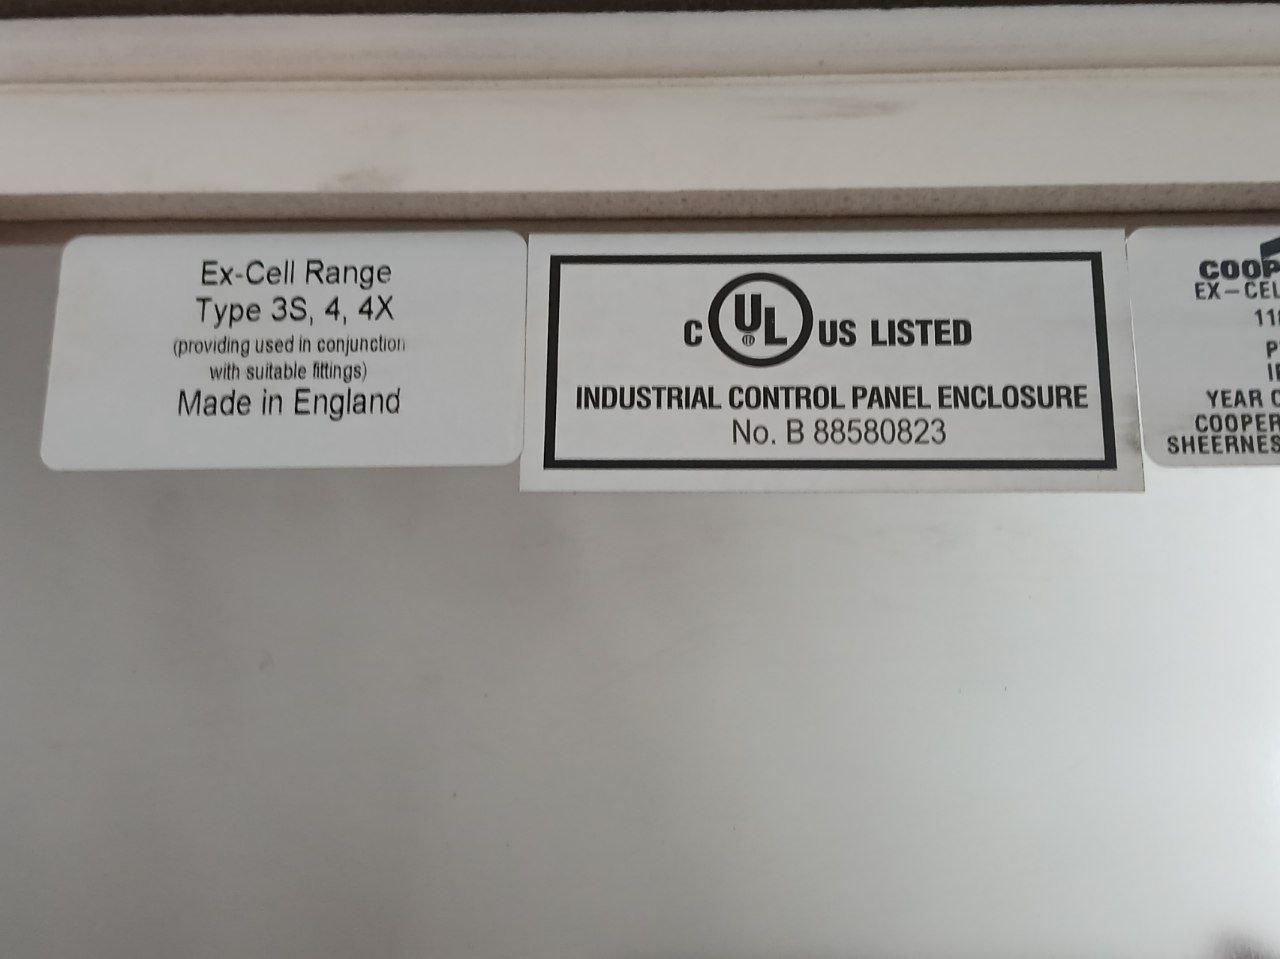 Ex-Cell Range
Type 3S, 4, 4X
(providing used in conjunction
with suitable fittings)
Made in England
C UL ® US LISTED
INDUSTRIAL CONTROL PANEL ENCLOSURE
No. B 88580823
COOP
EX-CEL
118
P
I
YEAR O
COOPER
SHEERNES